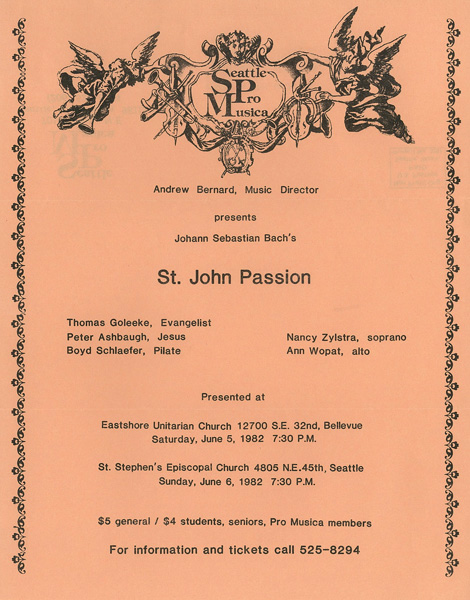 Seattle
Pro
Musica
Andrew Bernard, Music Director
presents
Johann Sebastian Bach's
St. John Passion
Thomas Goleeke, Evangelist
Peter Ashbaugh, Jesus
Boyd Schlaefer, Pilate
Nancy Zylstra, soprano
Ann Wopat, alto
Presented at
Eastshore Unitarian Church 12700 S.E. 32nd, Bellevue
Saturday, June 5, 1982 7:30 P.M.
St. Stephen's Episcopal Church 4805 N.E.45th, Seattle
Sunday, June 6, 1982 7:30 P.M.
$5 general / $4 students, seniors, Pro Musica members
For information and tickets call 525-8294